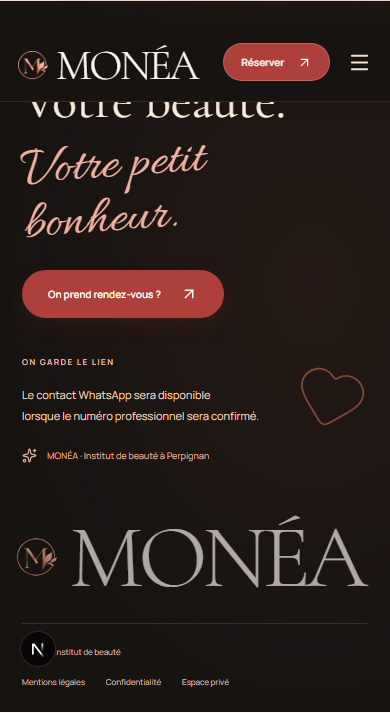 MONÉA
Réserver
Votre beauté.
Votre petit
bonheur.
On prend rendez-vous ?
ON GARDE LE LIEN
Le contact WhatsApp sera disponible
lorsque le numéro professionnel sera confirmé.
MONÉA · Institut de beauté à Perpignan
MONÉA
N
nstitut de beauté
Mentions légales Confidentialité Espace privé